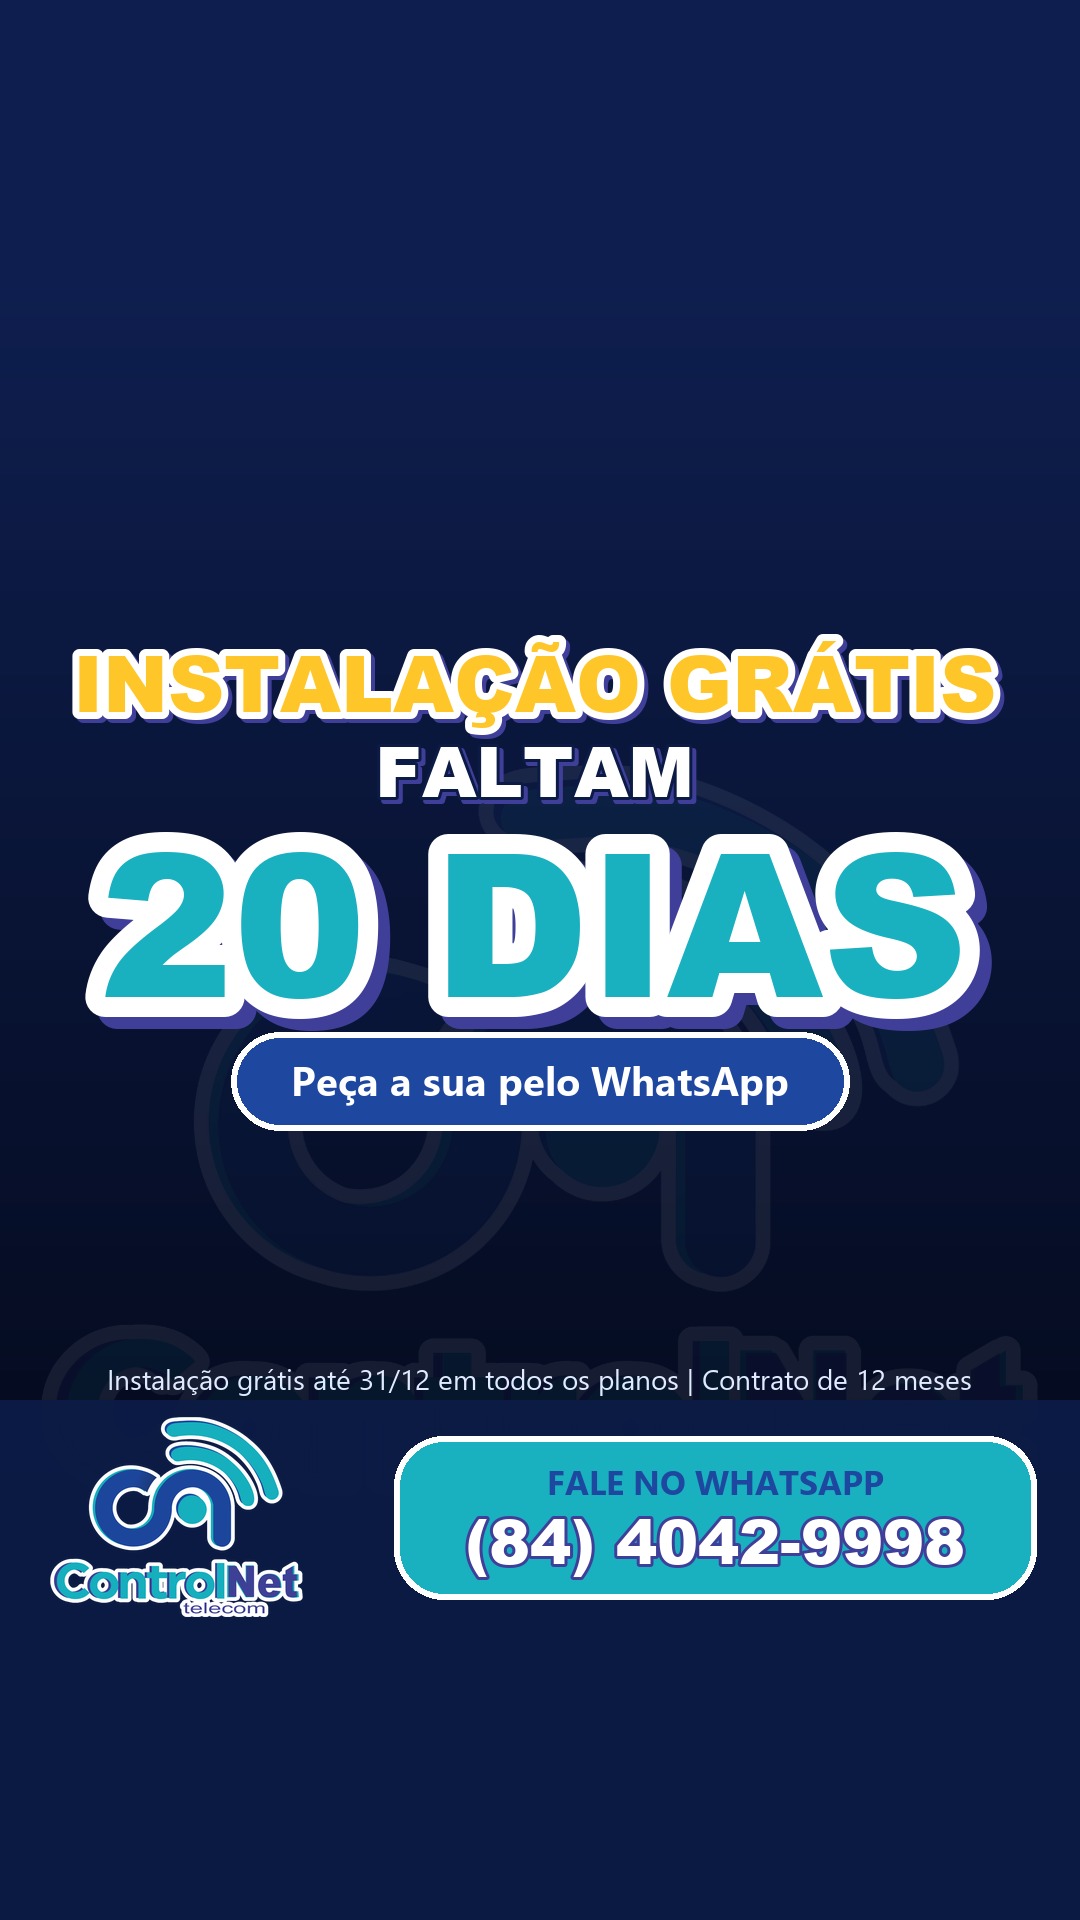 INSTALAÇÃO GRÁTIS
FALTAM
20 DIAS
Peça a sua pelo WhatsApp
Instalação grátis até 31/12 em todos os planos | Contrato de 12 meses
FALE NO WHATSAPP
(84) 4042-9998
ControlNet
telecom